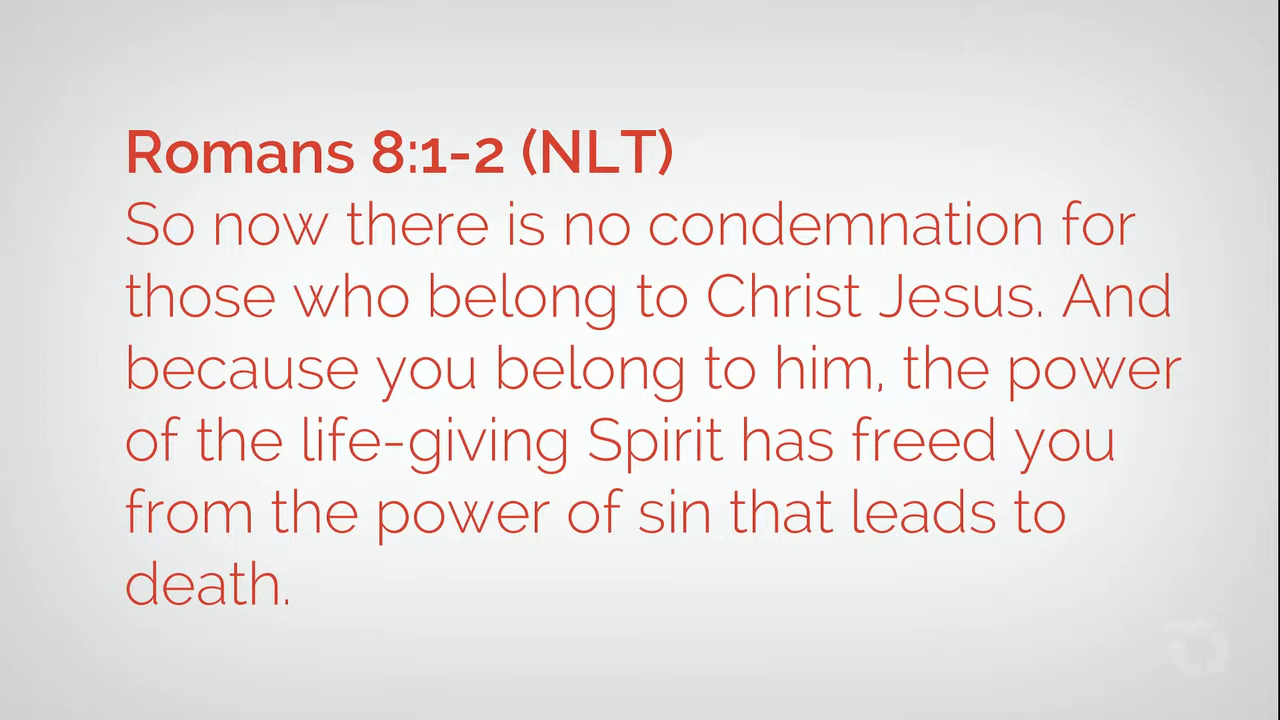 Romans 8:1-2 (NLT)
So now there is no condemnation for
those who belong to Christ Jesus. And
because you belong to him, the power
of the life-giving Spirit has freed you
from the power of sin that leads to
death.